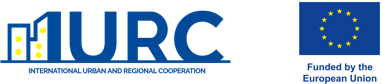 IURC
INTERNATIONAL URBAN AND REGIONAL COOPERATION
Funded by the
European Union